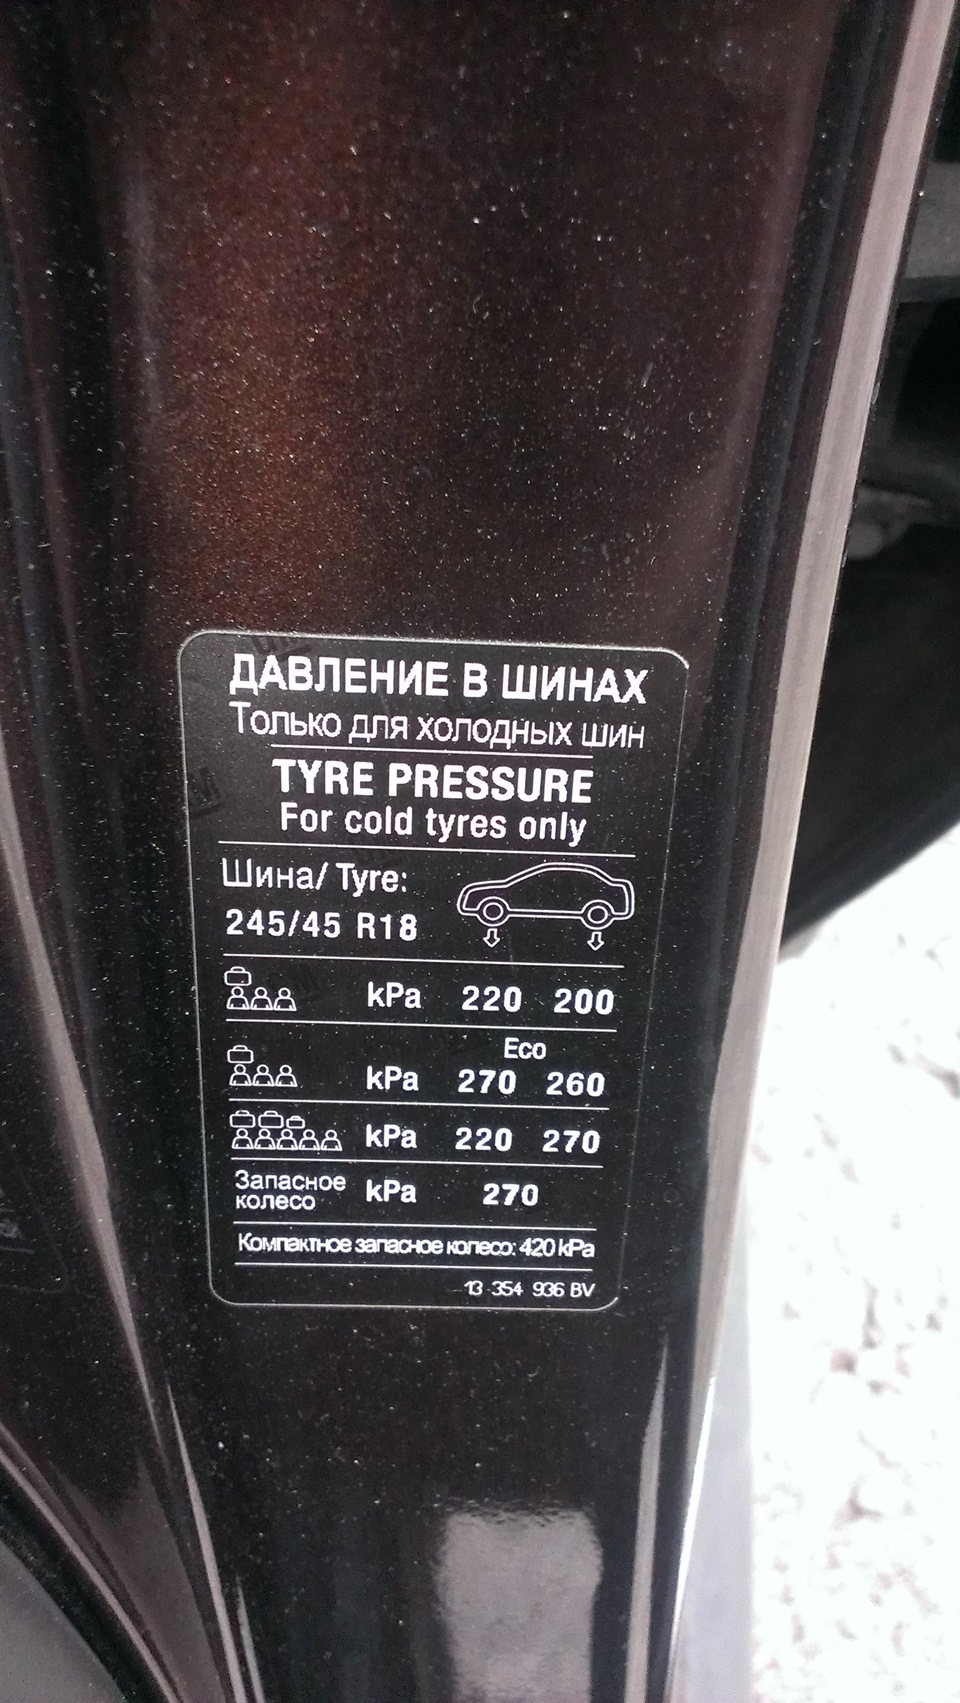 ДАВЛЕНИЕ В ШИНАХ
Только для холодных шин
TYRE PRESSURE
For cold tyres only
Шина/ Tyre:
245/45 R18
kPa 220 200
Eco
kPa 270 260
kPa 220 270
Запасное
колесо kPa 270
Компактное запасное колесо: 420 kPa
13 354 936 BV